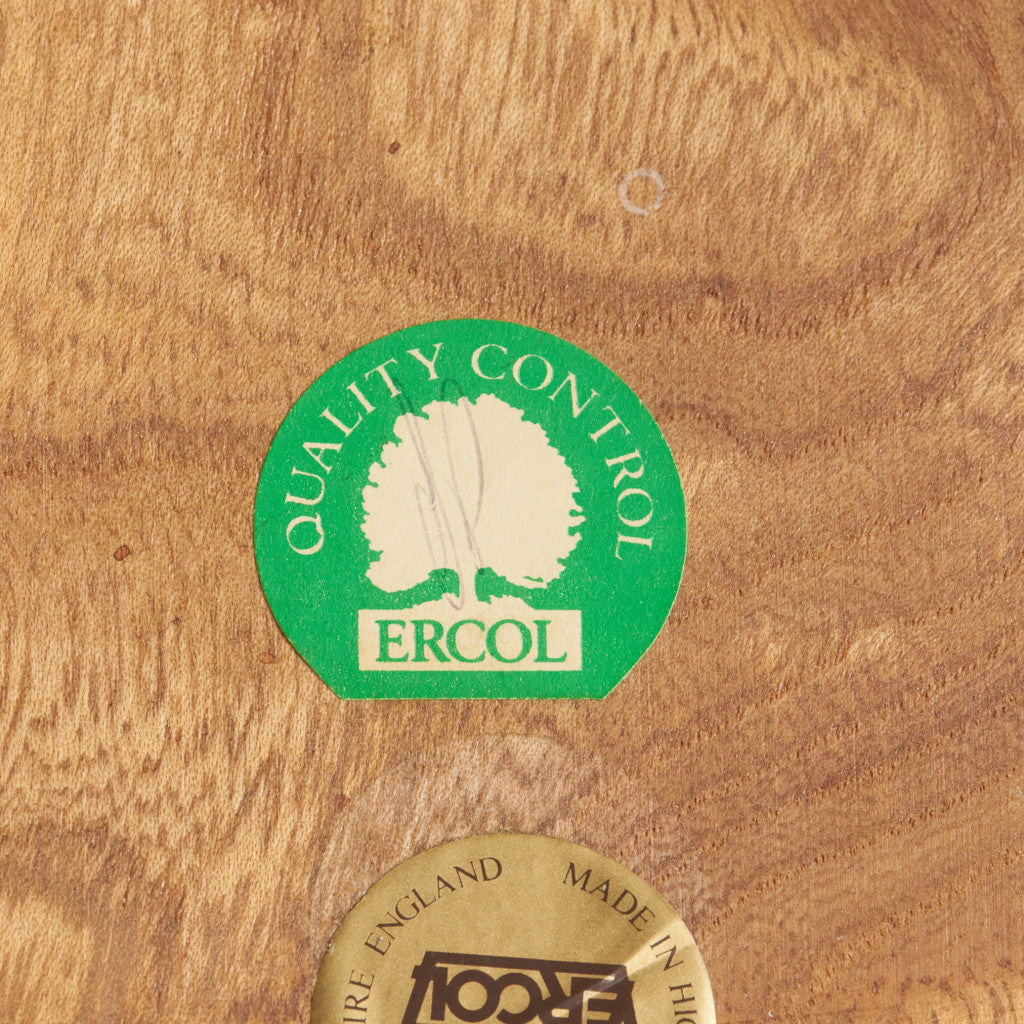 QUALITY CONTROL
ERCOL
MADE IN
ENGLAND
ERCOL